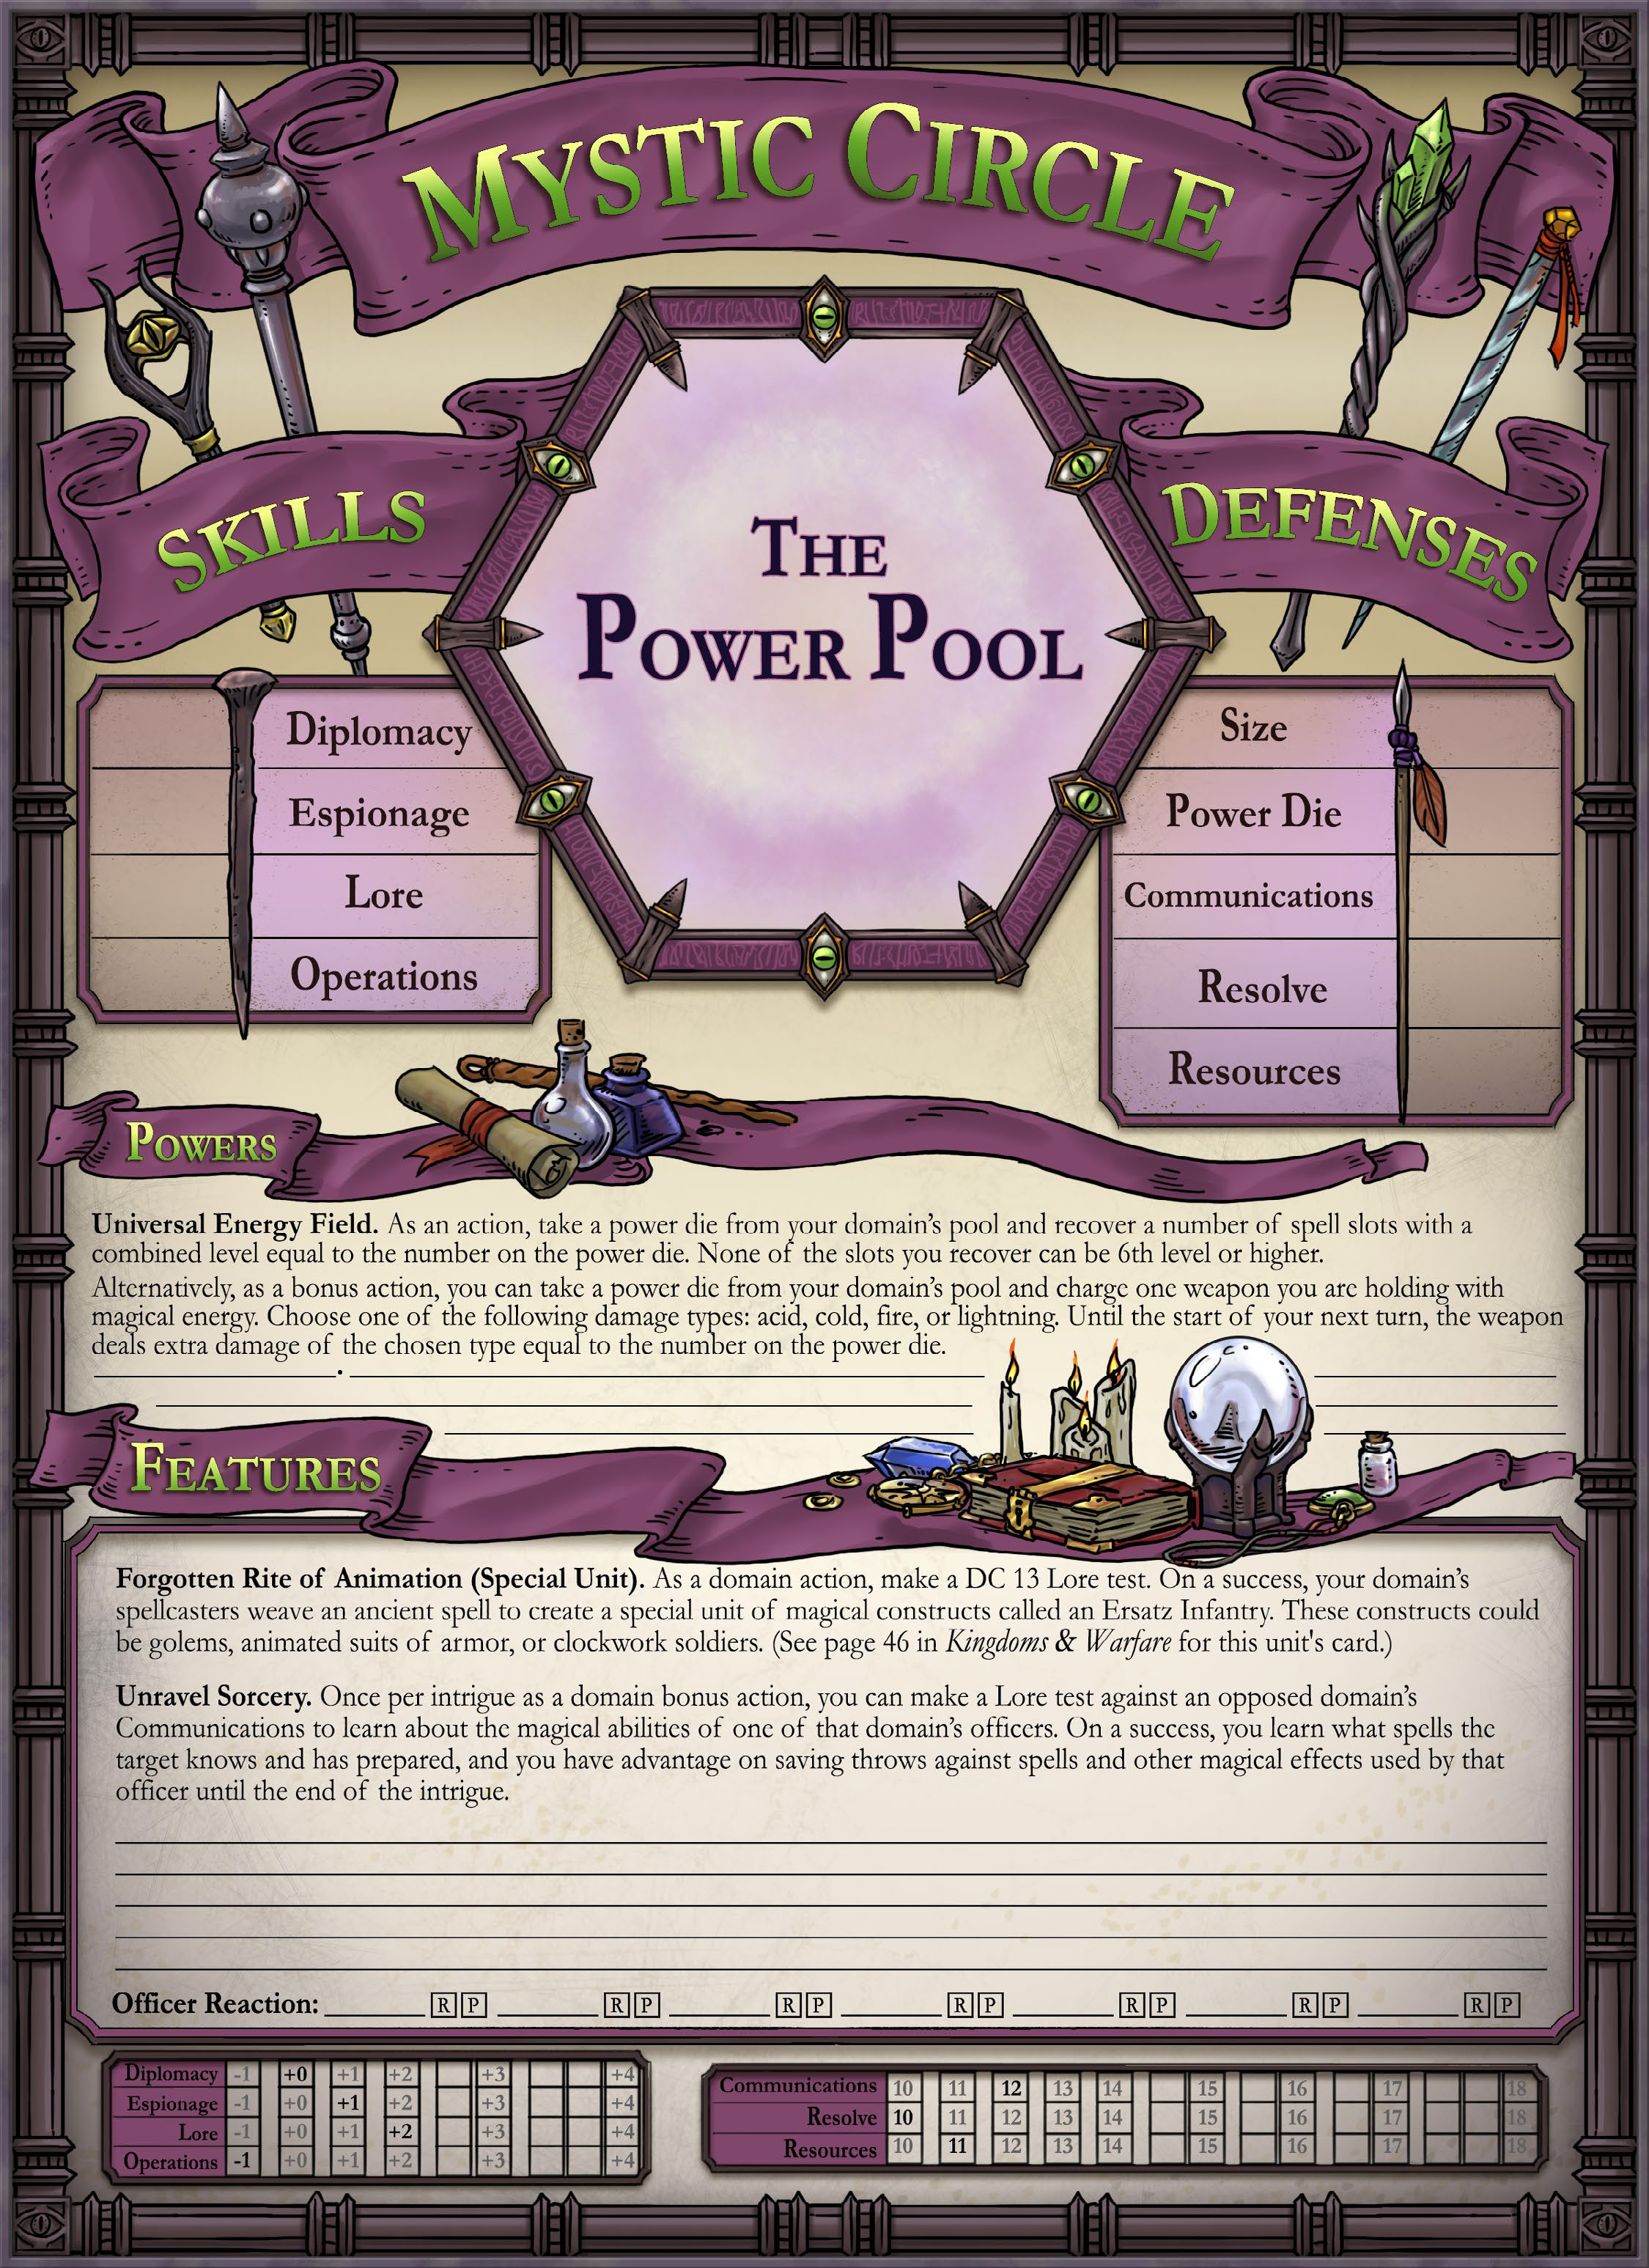 MYSTIC CIRCLE
SKILLS
DEFENSES
THE
POWER POOL
Diplomacy
Espionage
Lore
Operations
Size
Power Die
Communications
Resolve
Resources
POWERS
Universal Energy Field. As an action, take a power die from your domain’s pool and recover a number of spell slots with a
combined level equal to the number on the power die. None of the slots you recover can be 6th level or higher.
Alternatively, as a bonus action, you can take a power die from your domain’s pool and charge one weapon you are holding with
magical energy. Choose one of the following damage types: acid, cold, fire, or lightning. Until the start of your next turn, the weapon
deals extra damage of the chosen type equal to the number on the power die.
FEATURES
Forgotten Rite of Animation (Special Unit). As a domain action, make a DC 13 Lore test. On a success, your domain’s
spellcasters weave an ancient spell to create a special unit of magical constructs called an Ersatz Infantry. These constructs could
be golems, animated suits of armor, or clockwork soldiers. (See page 46 in Kingdoms & Warfare for this unit's card.)
Unravel Sorcery. Once per intrigue as a domain bonus action, you can make a Lore test against an opposed domain’s
Communications to learn about the magical abilities of one of that domain’s officers. On a success, you learn what spells the
target knows and has prepared, and you have advantage on saving throws against spells and other magical effects used by that
officer until the end of the intrigue.
Officer Reaction: R P R P R P R P R P R P R P
Diplomacy -1 +0 +1 +2 +3 +4
Espionage -1 +0 +1 +2 +3 +4
Lore -1 +0 +1 +2 +3 +4
Operations -1 +0 +1 +2 +3 +4
Communications 10 11 12 13 14 15 16 17 18
Resolve 10 11 12 13 14 15 16 17 18
Resources 10 11 12 13 14 15 16 17 18